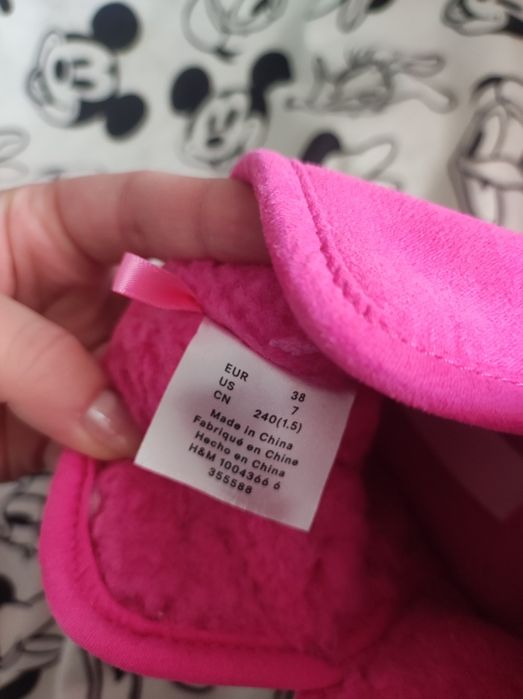 EUR 38
US 7
CN 240(1.5)
Made in China
Fabriqué en Chine
Hecho en China
H&M 1004366 6
355588